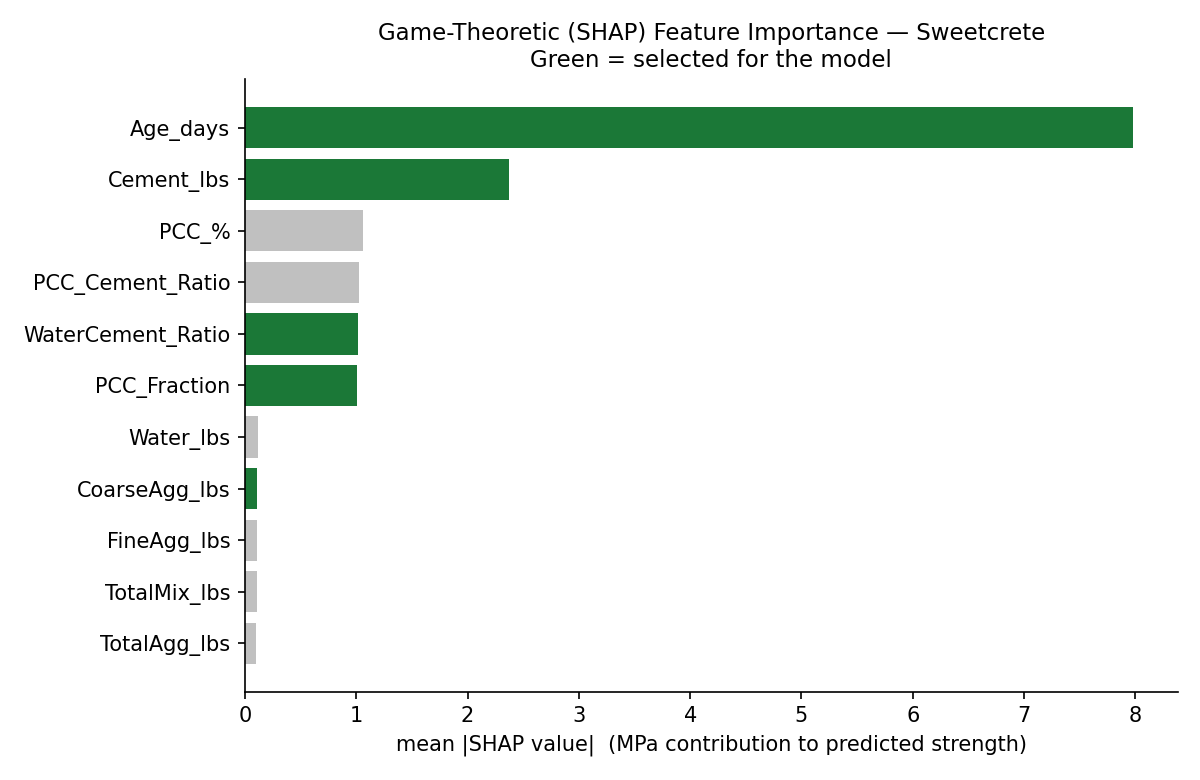 Game-Theoretic (SHAP) Feature Importance — Sweetcrete
Green = selected for the model
Age_days
Cement_lbs
PCC_%
PCC_Cement_Ratio
WaterCement_Ratio
PCC_Fraction
Water_lbs
CoarseAgg_lbs
FineAgg_lbs
TotalMix_lbs
TotalAgg_lbs
0 1 2 3 4 5 6 7 8
mean |SHAP value|  (MPa contribution to predicted strength)